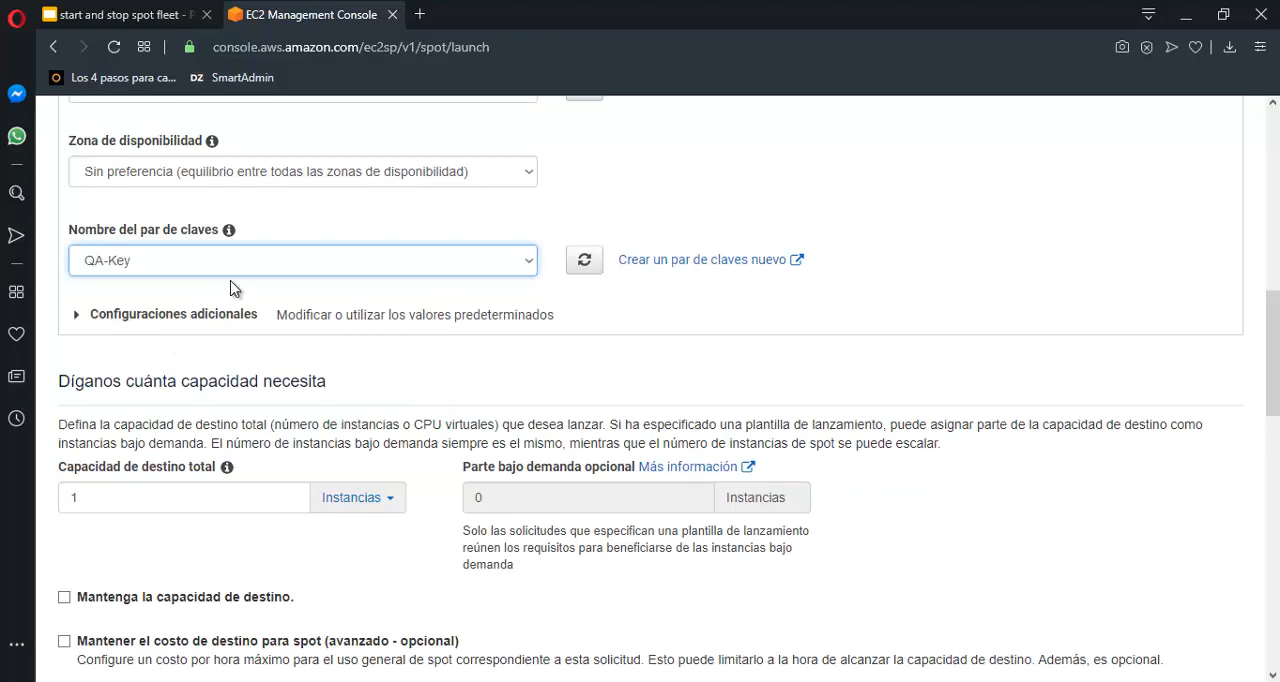 start and stop spot fleet -
EC2 Management Console
console.aws.amazon.com/ec2sp/v1/spot/launch
Los 4 pasos para ca...
DZ SmartAdmin
Zona de disponibilidad
Sin preferencia (equilibrio entre todas las zonas de disponibilidad)
Nombre del par de claves
QA-Key
Crear un par de claves nuevo
Configuraciones adicionales Modificar o utilizar los valores predeterminados
Díganos cuánta capacidad necesita
Defina la capacidad de destino total (número de instancias o CPU virtuales) que desea lanzar. Si ha especificado una plantilla de lanzamiento, puede asignar parte de la capacidad de destino como
instancias bajo demanda. El número de instancias bajo demanda siempre es el mismo, mientras que el número de instancias de spot se puede escalar.
Capacidad de destino total
Parte bajo demanda opcional Más información
1 Instancias
0 Instancias
Solo las solicitudes que especifican una plantilla de lanzamiento
reúnen los requisitos para beneficiarse de las instancias bajo
demanda
Mantenga la capacidad de destino.
Mantener el costo de destino para spot (avanzado - opcional)
Configure un costo por hora máximo para el uso general de spot correspondiente a esta solicitud. Esto puede limitarlo a la hora de alcanzar la capacidad de destino. Además, es opcional.